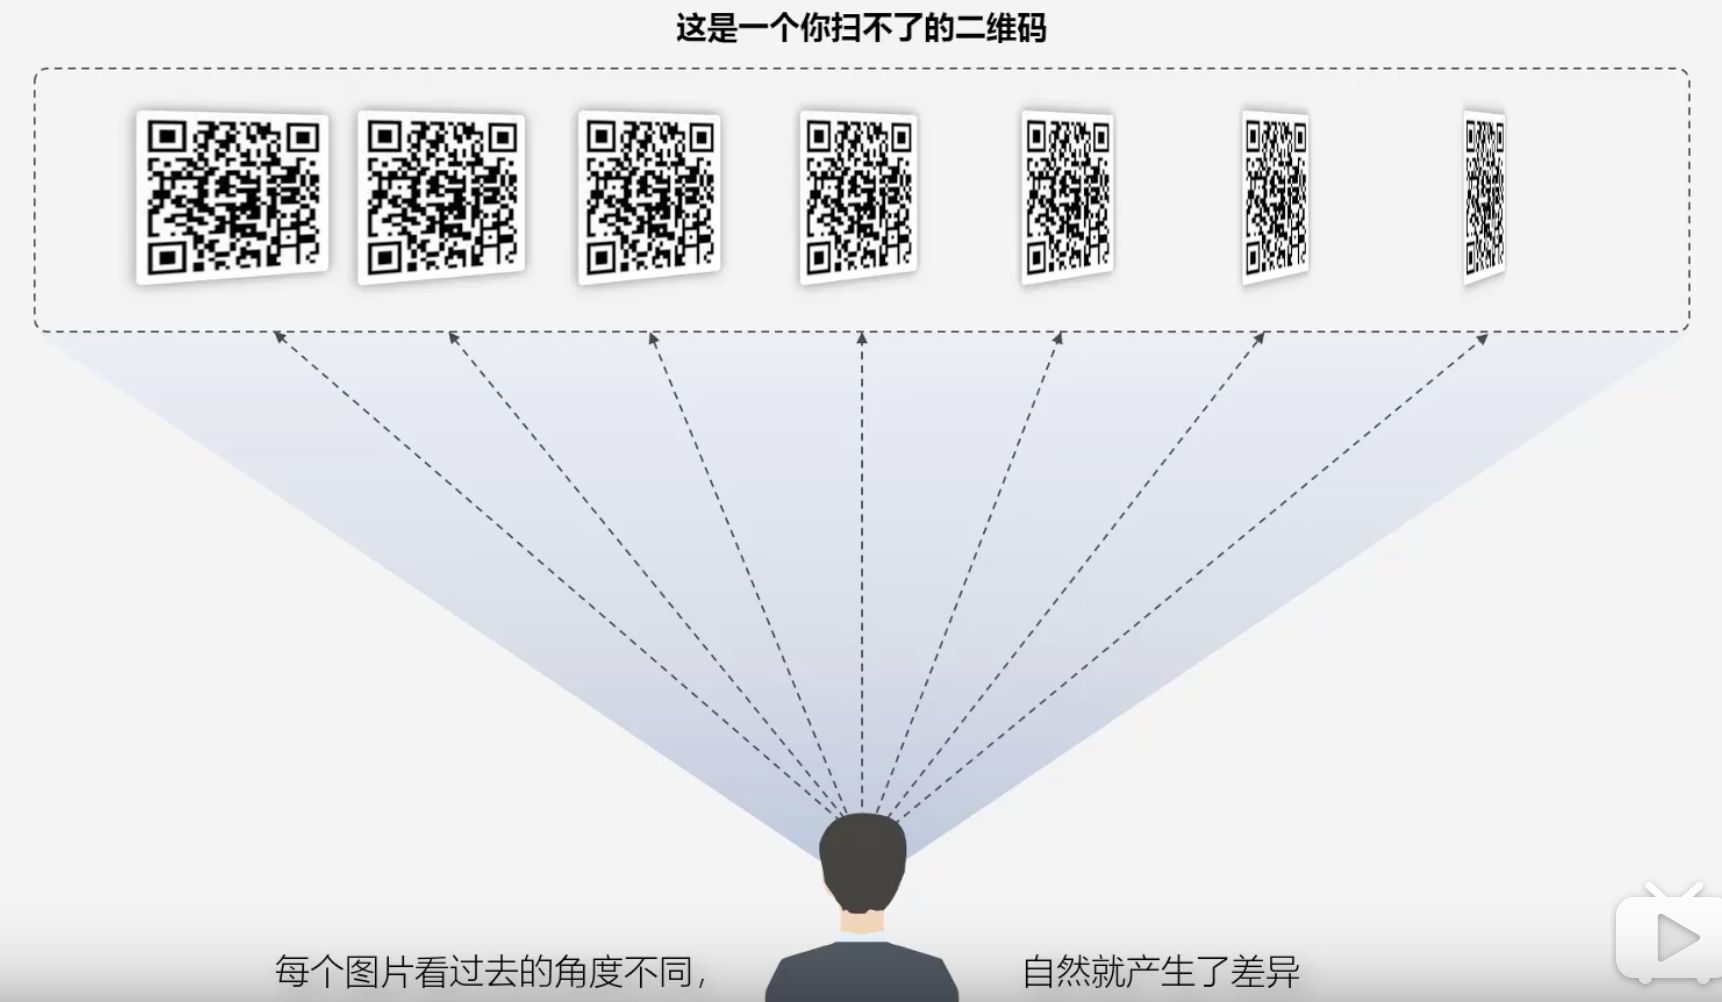 这是一个你扫不了的二维码
每个图片看过去的角度不同，
自然就产生了差异